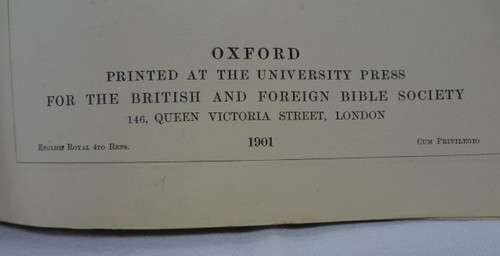 OXFORD
PRINTED AT THE UNIVERSITY PRESS
FOR THE BRITISH AND FOREIGN BIBLE SOCIETY
146, QUEEN VICTORIA STREET, LONDON
English Royal 4to Refs. 1901 Cum Privilegio